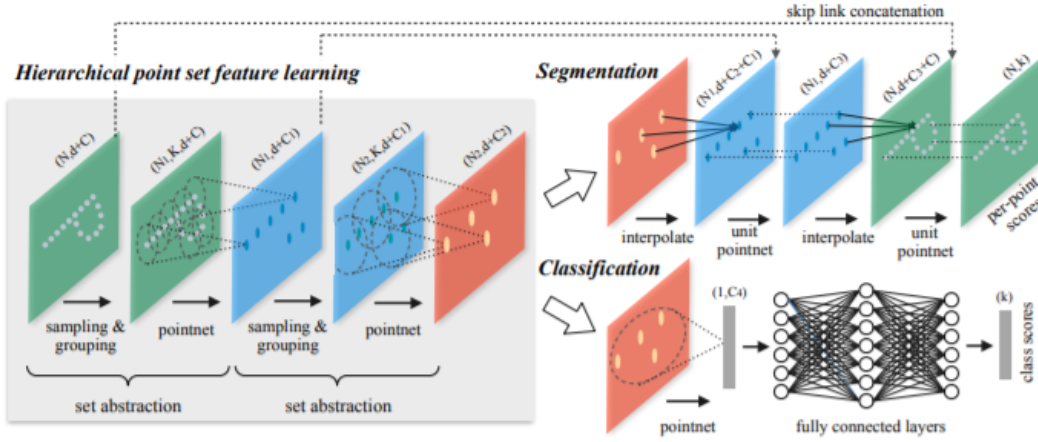 skip link concatenation
Hierarchical point set feature learning
(N,d+C)
(N1,K,d+C)
(N1,d+C1)
(N2,K,d+C1)
(N2,d+C2)
sampling &
grouping
pointnet
sampling &
grouping
pointnet
set abstraction
set abstraction
Segmentation
(N1,d+C2+C1)
(N1,d+C3)
(N,d+C3+C)
(N,k)
interpolate
unit
pointnet
interpolate
unit
pointnet
per-point
scores
Classification
(1,C4)
(k)
class scores
pointnet
fully connected layers